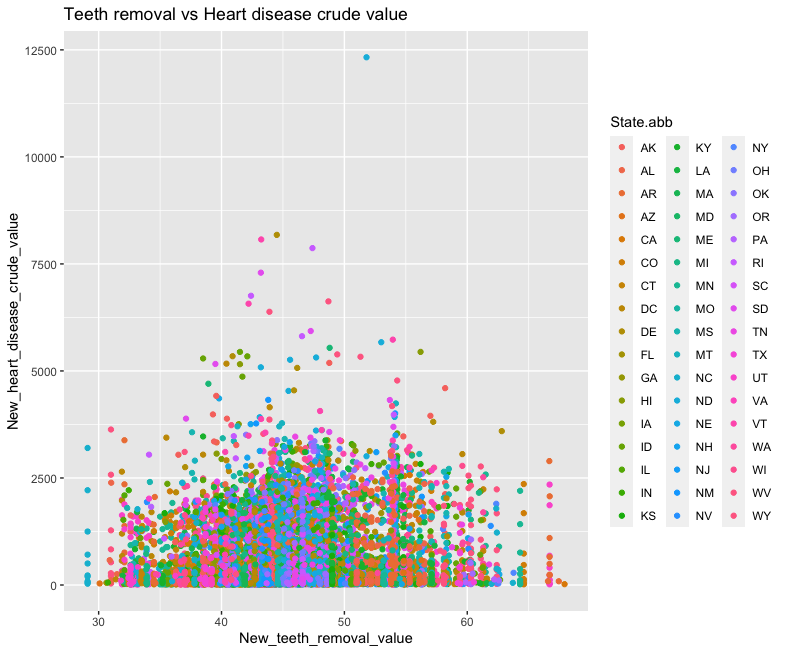 Teeth removal vs Heart disease crude value
12500
10000
7500
5000
2500
0
New_heart_disease_crude_value
30 40 50 60
New_teeth_removal_value
State.abb
AK KY NY
AL LA OH
AR MA OK
AZ MD OR
CA ME PA
CO MI RI
CT MN SC
DC MO SD
DE MS TN
FL MT TX
GA NC UT
HI ND VA
IA NE VT
ID NH WA
IL NJ WI
IN NM WV
KS NV WY